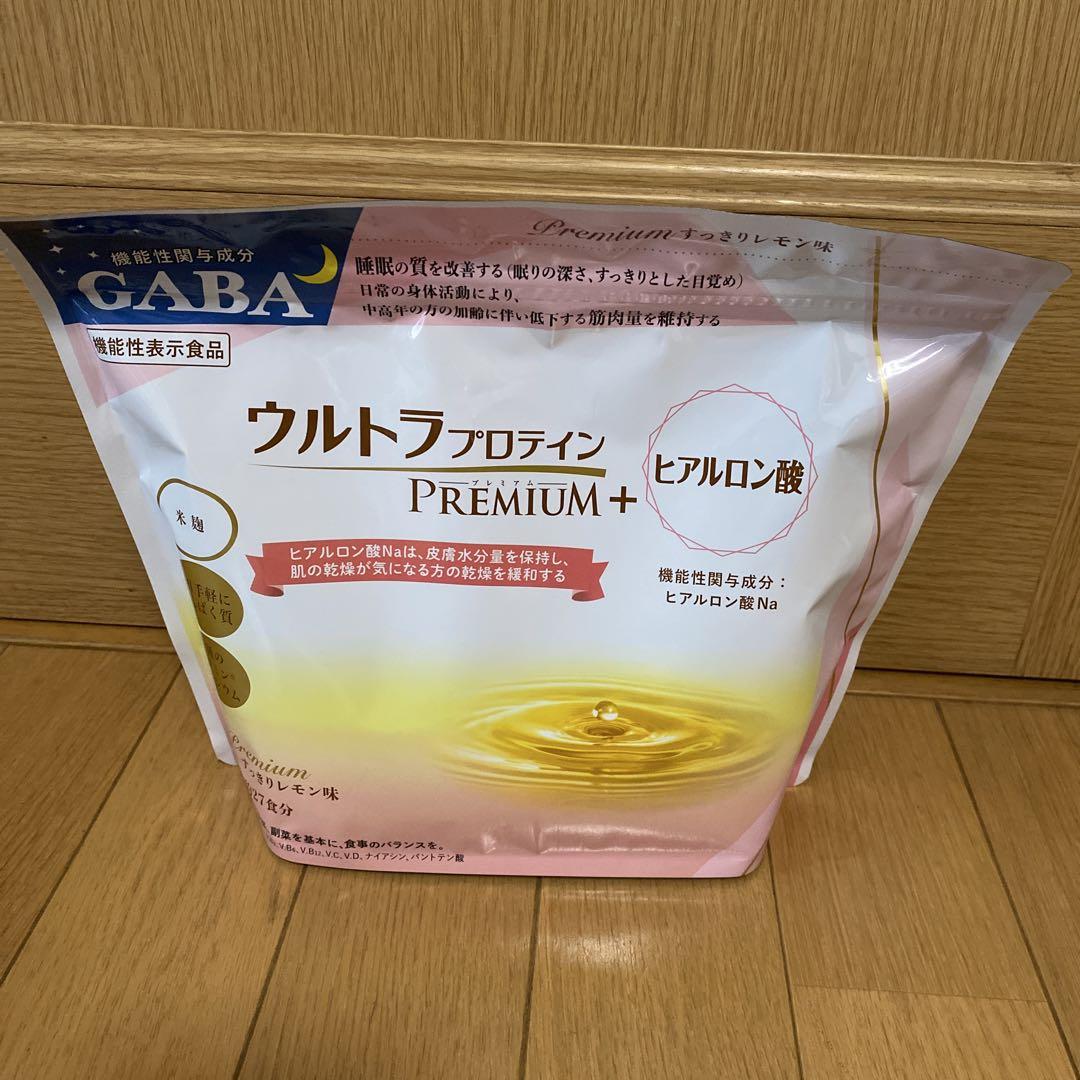 Premium すっきりレモン味
機能性関与成分
GABA
機能性表示食品
睡眠の質を改善する(眠りの深さ、すっきりとした目覚め)
日常の身体活動により、
中高年の方の加齢に伴い低下する筋肉量を維持する
ウルトラプロテイン
プレミアム
PREMIUM+
ヒアルロン酸
ヒアルロン酸Naは、皮膚水分量を保持し、
肌の乾燥が気になる方の乾燥を緩和する
機能性関与成分:
ヒアルロン酸Na
米麹
手軽に
ぱく質
の
Premium
すっきりレモン味
27食分
副菜を基本に、食事のバランスを。
V.B6、V.B12、V.C、V.D、ナイアシン、パントテン酸